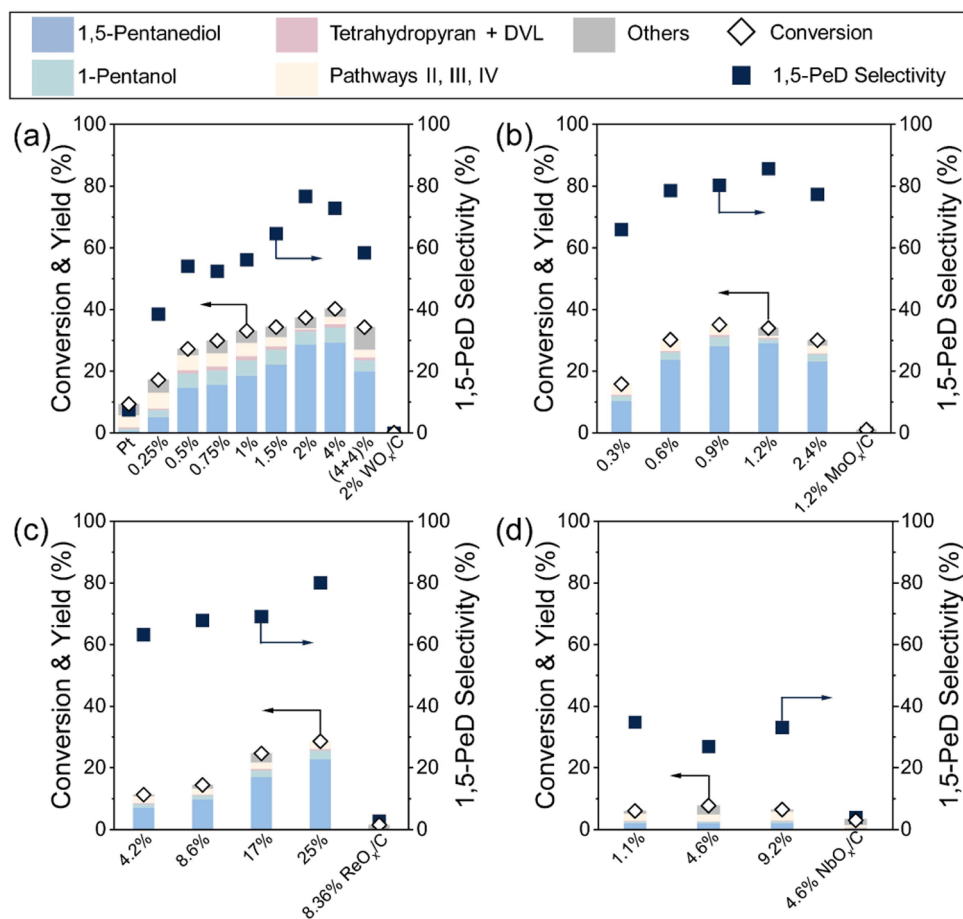 1,5-Pentanediol
Tetrahydropyran + DVL
Others
Conversion
1-Pentanol
Pathways II, III, IV
1,5-PeD Selectivity
(a)
Conversion & Yield (%)
100
80
60
40
20
0
100
80
60
40
20
0
1,5-PeD Selectivity (%)
Pt
0.25%
0.5%
0.75%
1%
1.5%
2%
4%
(4+4)%
2% WOₓ/C
(b)
Conversion & Yield (%)
100
80
60
40
20
0
100
80
60
40
20
0
1,5-PeD Selectivity (%)
0.3%
0.6%
0.9%
1.2%
2.4%
1.2% MoOₓ/C
(c)
Conversion & Yield (%)
100
80
60
40
20
0
100
80
60
40
20
0
1,5-PeD Selectivity (%)
4.2%
8.6%
17%
25%
8.36% ReOₓ/C
(d)
Conversion & Yield (%)
100
80
60
40
20
0
100
80
60
40
20
0
1,5-PeD Selectivity (%)
1.1%
4.6%
9.2%
4.6% NbOₓ/C